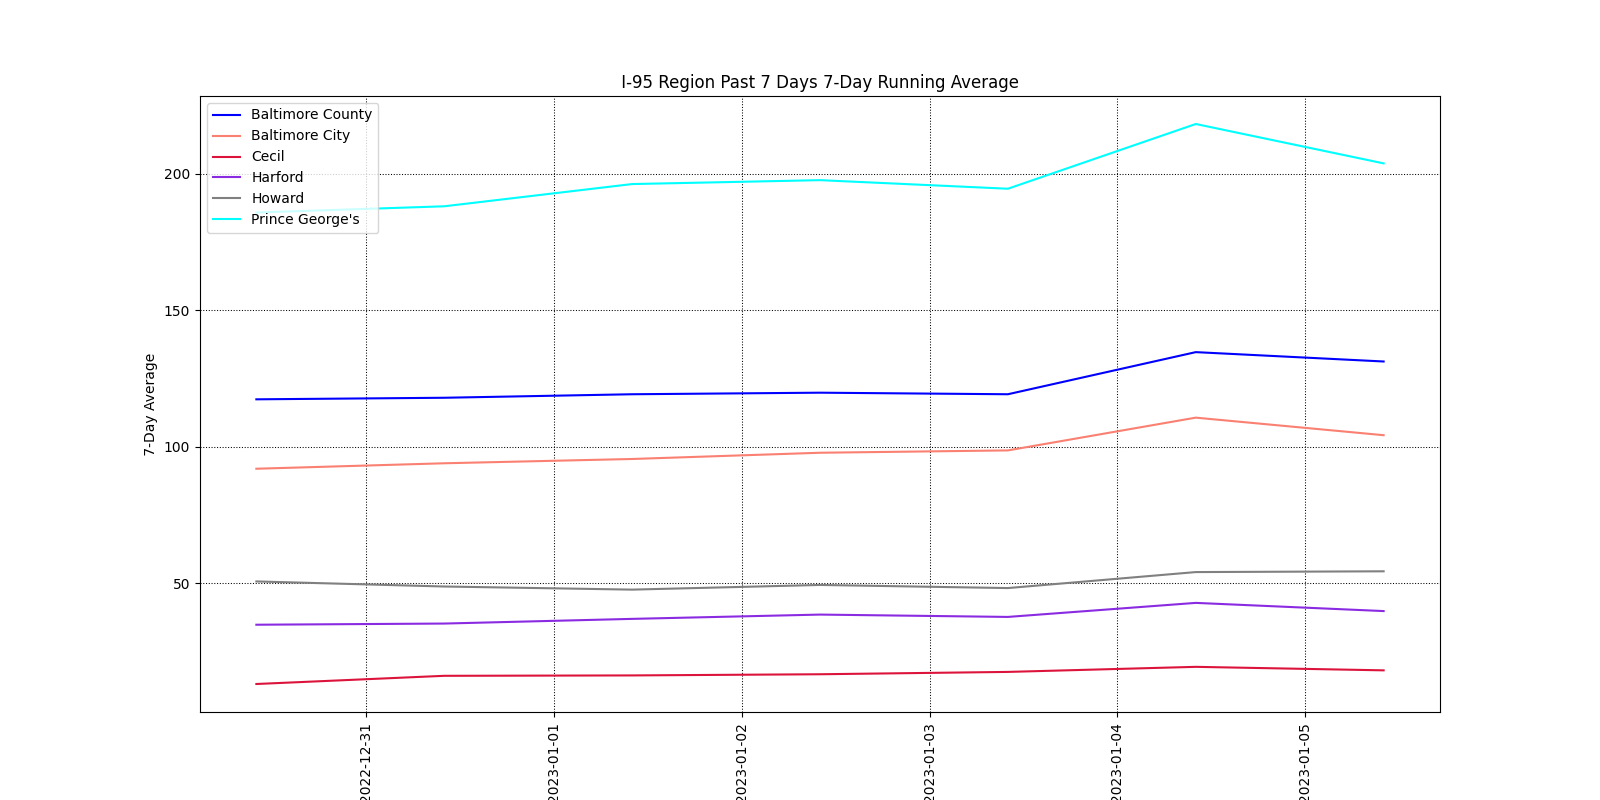 I-95 Region Past 7 Days 7-Day Running Average
Baltimore County
Baltimore City
Cecil
Harford
Howard
Prince George's
200
150
100
50
7-Day Average
2022-12-31
2023-01-01
2023-01-02
2023-01-03
2023-01-04
2023-01-05